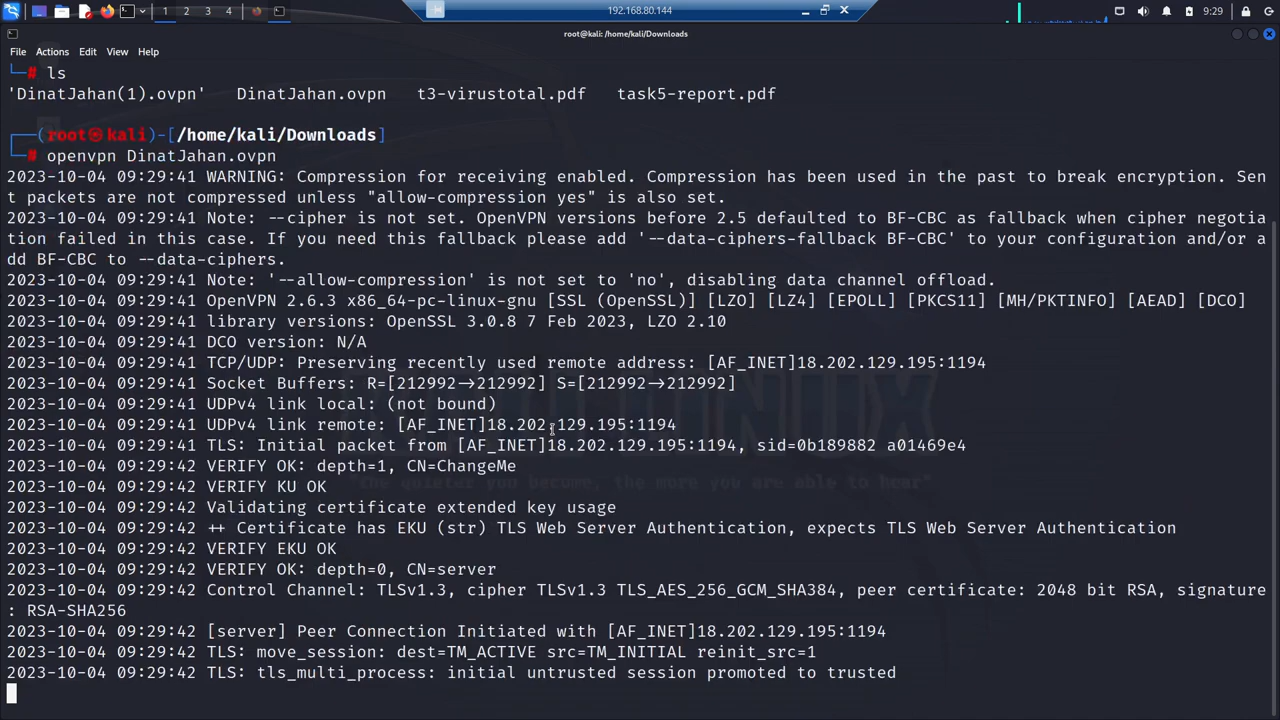 1 2 3 4 192.168.80.144 9:29
root@kali: /home/kali/Downloads
File Actions Edit View Help
└─# ls
'DinatJahan(1).ovpn' DinatJahan.ovpn t3-virustotal.pdf task5-report.pdf
┌──(root㉿kali)-[/home/kali/Downloads]
└─# openvpn DinatJahan.ovpn
2023-10-04 09:29:41 WARNING: Compression for receiving enabled. Compression has been used in the past to break encryption. Sen
t packets are not compressed unless "allow-compression yes" is also set.
2023-10-04 09:29:41 Note: --cipher is not set. OpenVPN versions before 2.5 defaulted to BF-CBC as fallback when cipher negotia
tion failed in this case. If you need this fallback please add '--data-ciphers-fallback BF-CBC' to your configuration and/or a
dd BF-CBC to --data-ciphers.
2023-10-04 09:29:41 Note: '--allow-compression' is not set to 'no', disabling data channel offload.
2023-10-04 09:29:41 OpenVPN 2.6.3 x86_64-pc-linux-gnu [SSL (OpenSSL)] [LZO] [LZ4] [EPOLL] [PKCS11] [MH/PKTINFO] [AEAD] [DCO]
2023-10-04 09:29:41 library versions: OpenSSL 3.0.8 7 Feb 2023, LZO 2.10
2023-10-04 09:29:41 DCO version: N/A
2023-10-04 09:29:41 TCP/UDP: Preserving recently used remote address: [AF_INET]18.202.129.195:1194
2023-10-04 09:29:41 Socket Buffers: R=[212992->212992] S=[212992->212992]
2023-10-04 09:29:41 UDPv4 link local: (not bound)
2023-10-04 09:29:41 UDPv4 link remote: [AF_INET]18.202.129.195:1194
2023-10-04 09:29:41 TLS: Initial packet from [AF_INET]18.202.129.195:1194, sid=0b189882 a01469e4
2023-10-04 09:29:42 VERIFY OK: depth=1, CN=ChangeMe
"the quieter you become, the more you are able to hear"
2023-10-04 09:29:42 VERIFY KU OK
2023-10-04 09:29:42 Validating certificate extended key usage
2023-10-04 09:29:42 ++ Certificate has EKU (str) TLS Web Server Authentication, expects TLS Web Server Authentication
2023-10-04 09:29:42 VERIFY EKU OK
2023-10-04 09:29:42 VERIFY OK: depth=0, CN=server
2023-10-04 09:29:42 Control Channel: TLSv1.3, cipher TLSv1.3 TLS_AES_256_GCM_SHA384, peer certificate: 2048 bit RSA, signature
: RSA-SHA256
2023-10-04 09:29:42 [server] Peer Connection Initiated with [AF_INET]18.202.129.195:1194
2023-10-04 09:29:42 TLS: move_session: dest=TM_ACTIVE src=TM_INITIAL reinit_src=1
2023-10-04 09:29:42 TLS: tls_multi_process: initial untrusted session promoted to trusted